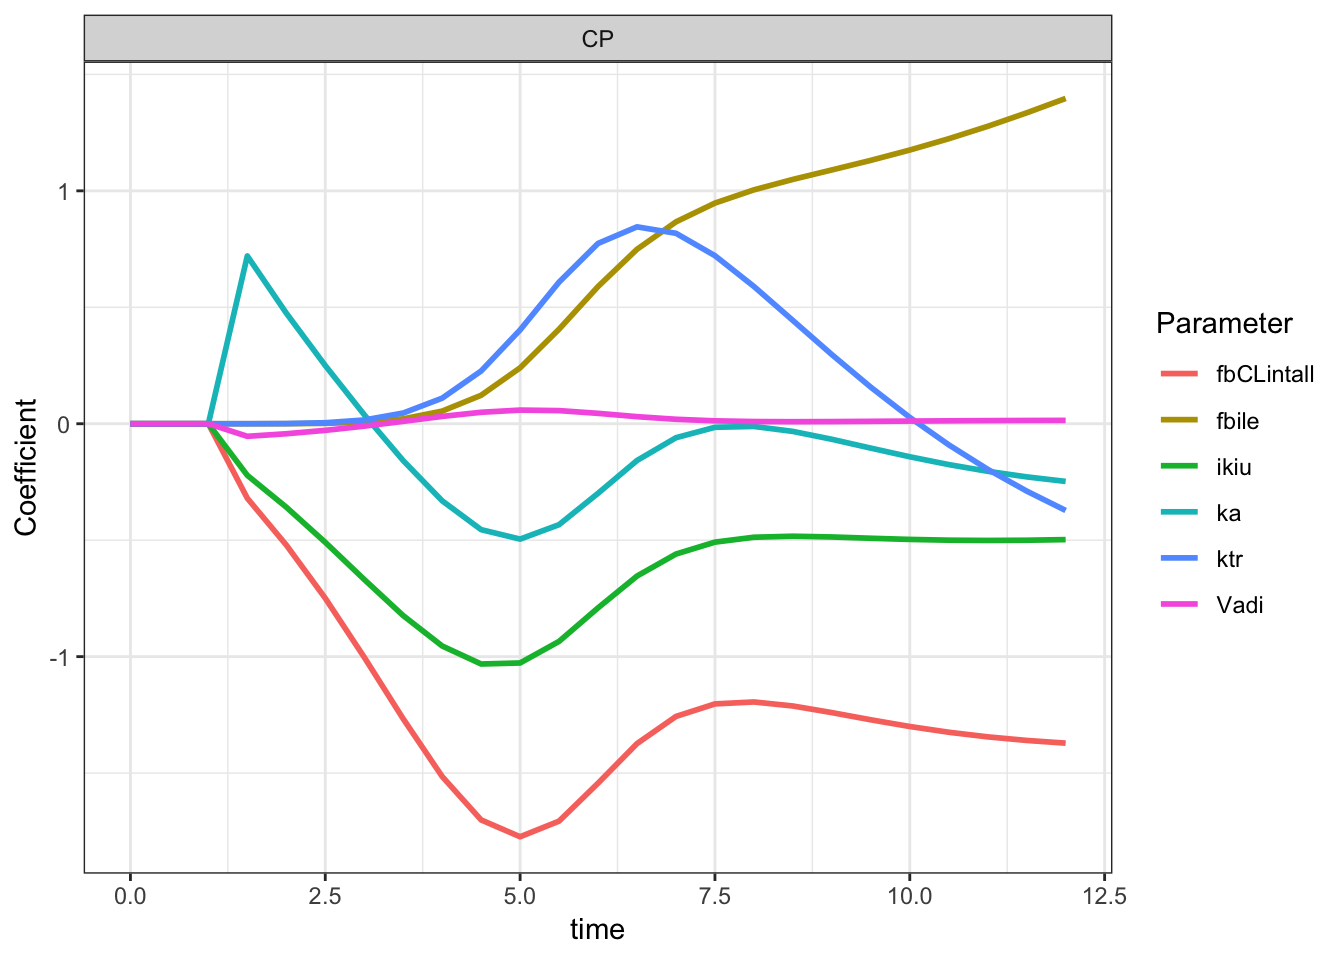 CP
Coefficient
1
0
-1
0.0 2.5 5.0 7.5 10.0 12.5
time
Parameter
fbCLintall
fbile
ikiu
ka
ktr
Vadi